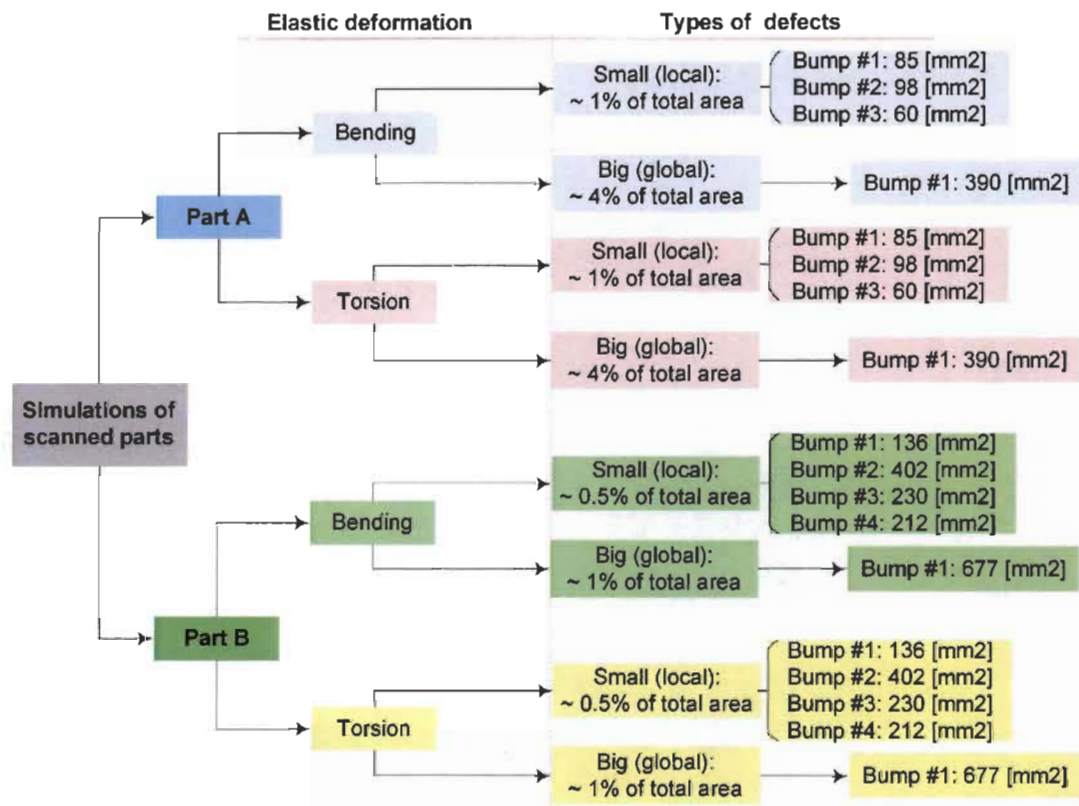 Elastic deformation
Types of defects
Small (local):
~ 1% of total area
Bump #1: 85 [mm2]
Bump #2: 98 [mm2]
Bump #3: 60 [mm2]
Bending
Big (global):
~ 4% of total area
Bump #1: 390 [mm2]
Part A
Small (local):
~ 1% of total area
Bump #1: 85 [mm2]
Bump #2: 98 [mm2]
Bump #3: 60 [mm2]
Torsion
Big (global):
~ 4% of total area
Bump #1: 390 [mm2]
Simulations of
scanned parts
Small (local):
~ 0.5% of total area
Bump #1: 136 [mm2]
Bump #2: 402 [mm2]
Bump #3: 230 [mm2]
Bump #4: 212 [mm2]
Bending
Big (global):
~ 1% of total area
Bump #1: 677 [mm2]
Part B
Small (local):
~ 0.5% of total area
Bump #1: 136 [mm2]
Bump #2: 402 [mm2]
Bump #3: 230 [mm2]
Bump #4: 212 [mm2]
Torsion
Big (global):
~ 1% of total area
Bump #1: 677 [mm2]